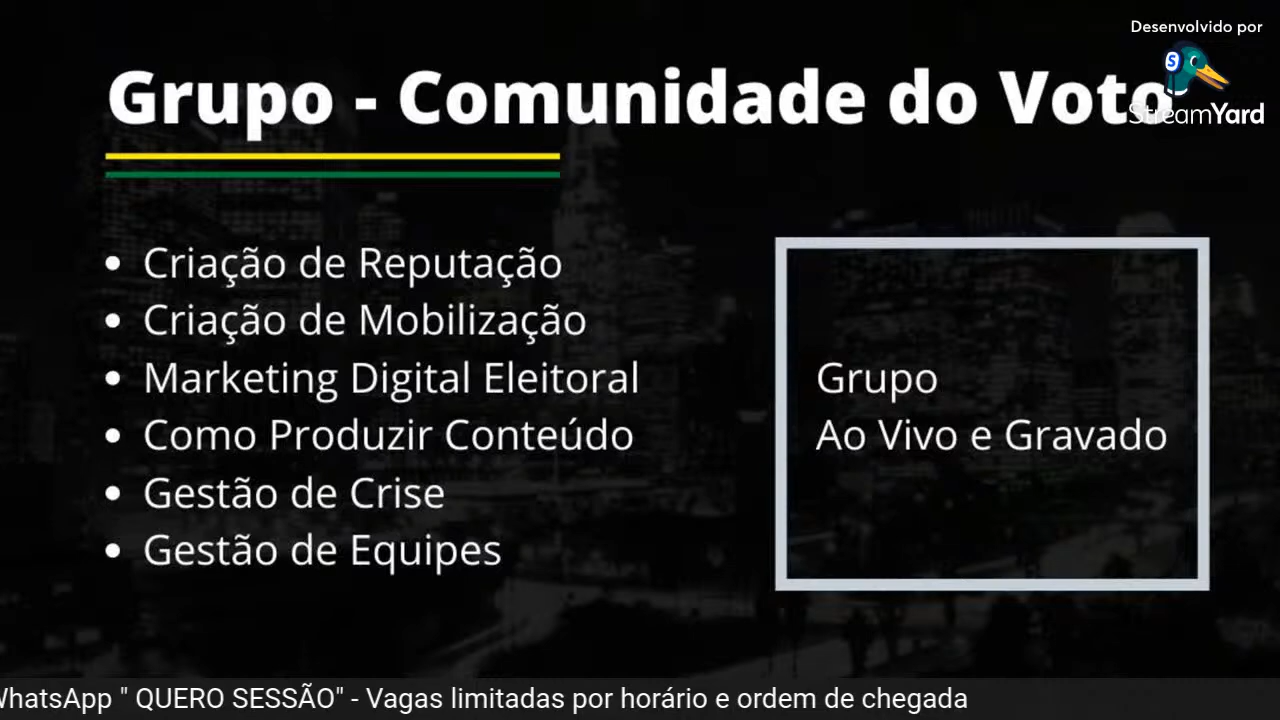 Desenvolvido por
StreamYard
Grupo - Comunidade do Voto
Criação de Reputação
Criação de Mobilização
Marketing Digital Eleitoral
Como Produzir Conteúdo
Gestão de Crise
Gestão de Equipes
Grupo
Ao Vivo e Gravado
WhatsApp " QUERO SESSÃO" - Vagas limitadas por horário e ordem de chegada